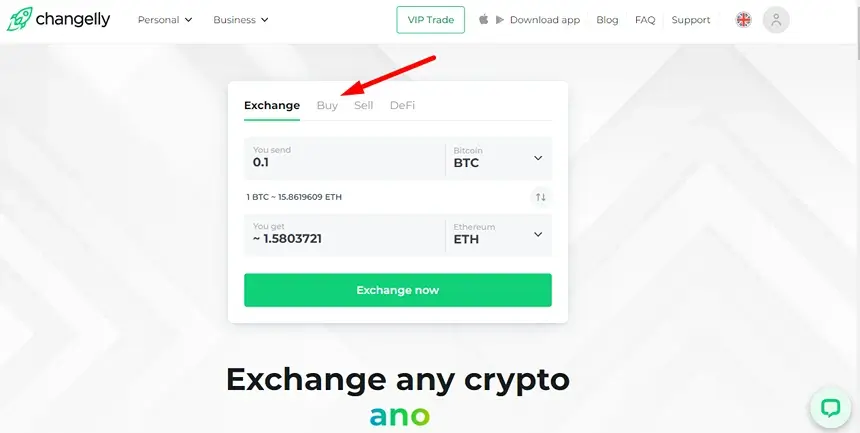 changelly Personal Business VIP Trade Download app Blog FAQ Support
Exchange Buy Sell DeFi
You send Bitcoin
0.1 BTC
1 BTC ~ 15.8619609 ETH
You get Ethereum
~ 1.5803721 ETH
Exchange now
Exchange any crypto
ano